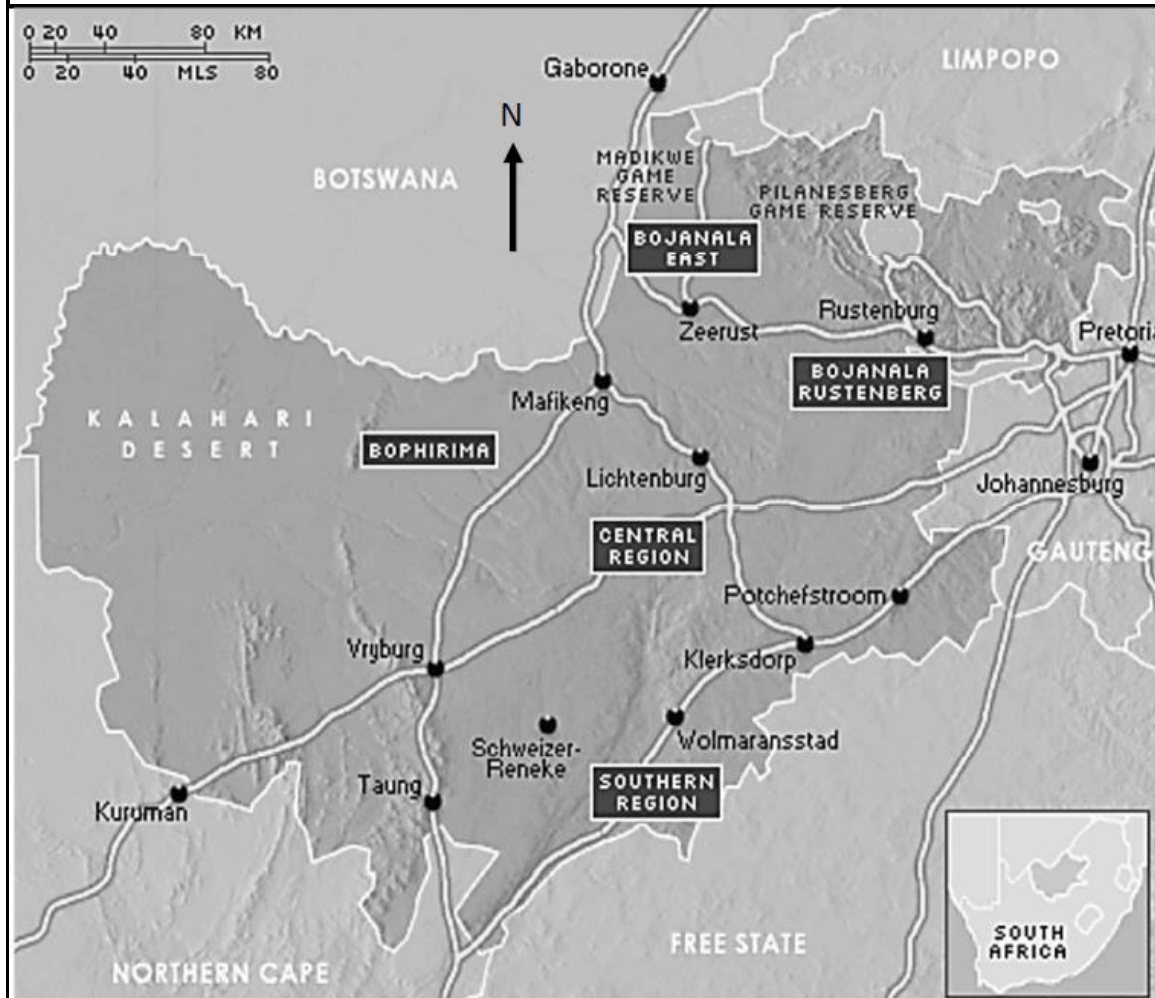 0 20 80 KM
0 20 40 MLS 80
LIMPOPO
Gaborone
N
BOTSWANA
MADIKWE
GAME
RESERVE
PILANESBERG
GAME RESERVE
BOJANALA
EAST
Zeerust
Rustenburg
Pretoria
BOJANALA
RUSTENBERG
Mafikeng
KALAHARI
DESERT
BOPHIRIMA
Lichtenburg
Johannesburg
CENTRAL
REGION
GAUTENG
Potchefstroom
Vryburg
Klerksdorp
Schweizer-
Reneke
Wolmaransstad
Taung
SOUTHERN
REGION
Kuruman
FREE STATE
NORTHERN CAPE
SOUTH
AFRICA